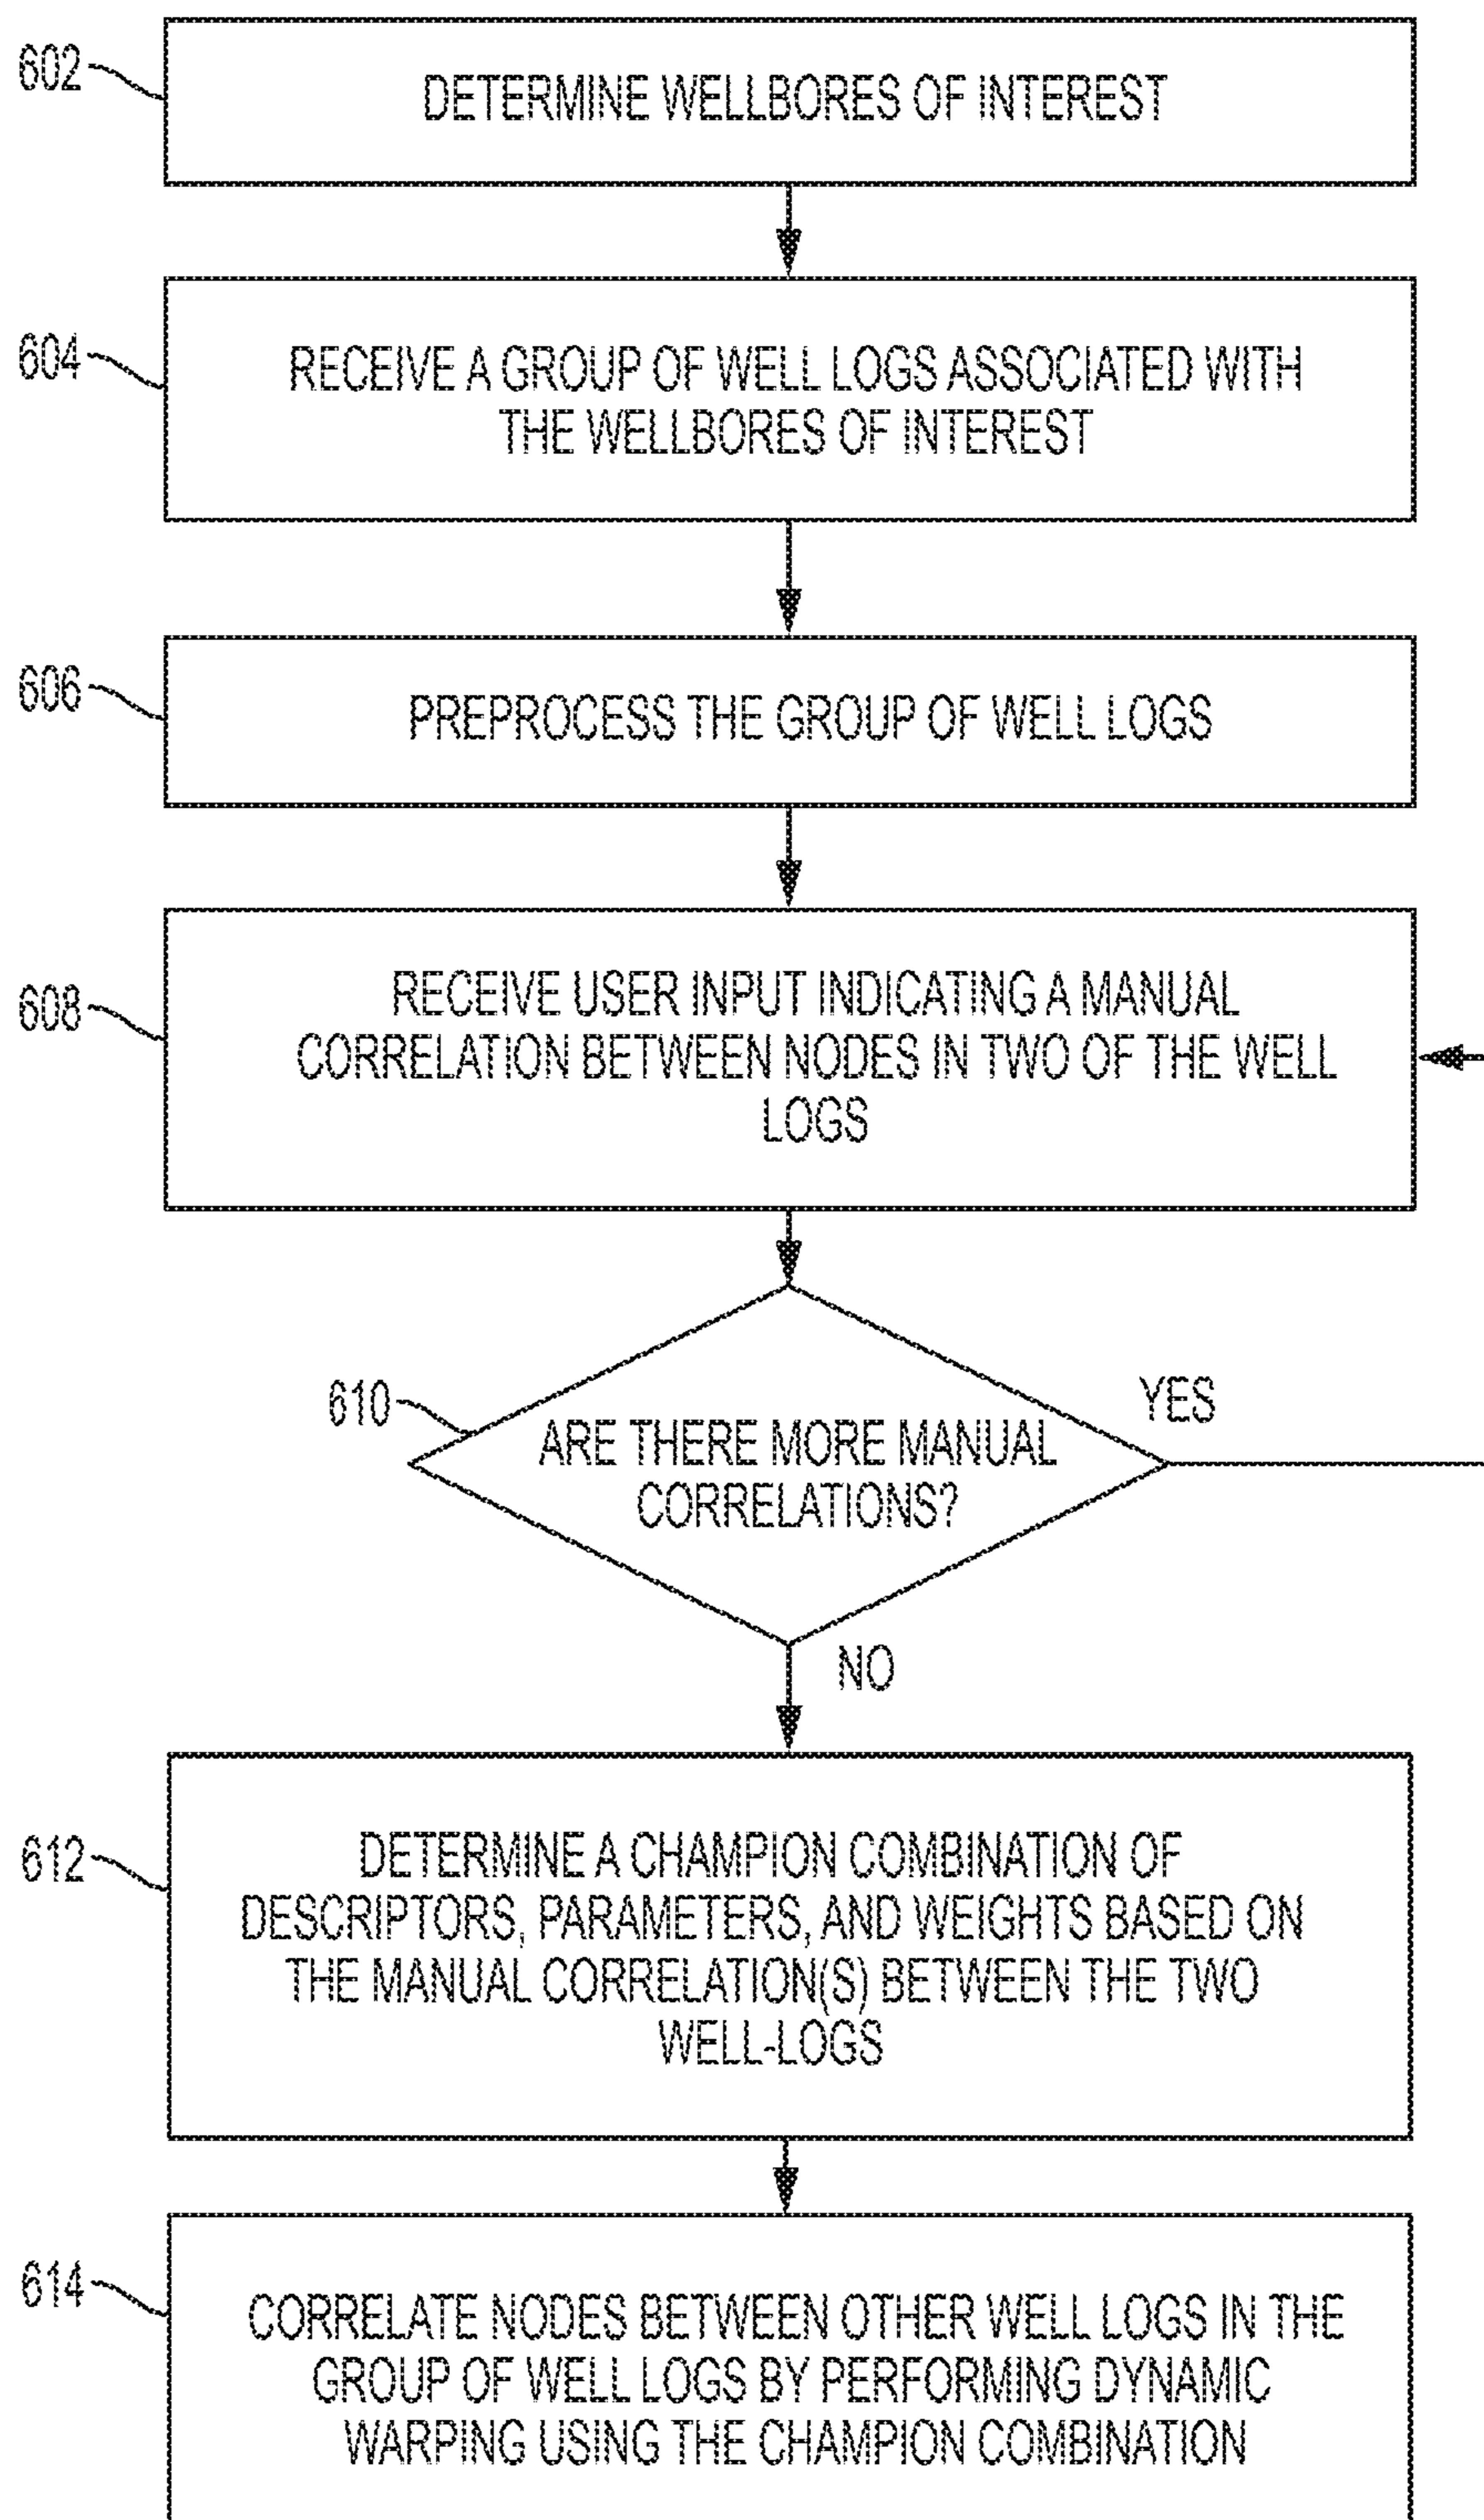 602
DETERMINE WELLBORES OF INTEREST
604
RECEIVE A GROUP OF WELL LOGS ASSOCIATED WITH
THE WELLBORES OF INTEREST
606
PREPROCESS THE GROUP OF WELL LOGS
608
RECEIVE USER INPUT INDICATING A MANUAL
CORRELATION BETWEEN NODES IN TWO OF THE WELL
LOGS
610
ARE THERE MORE MANUAL
CORRELATIONS?
YES
NO
612
DETERMINE A CHAMPION COMBINATION OF
DESCRIPTORS, PARAMETERS, AND WEIGHTS BASED ON
THE MANUAL CORRELATION(S) BETWEEN THE TWO
WELL-LOGS
614
CORRELATE NODES BETWEEN OTHER WELL LOGS IN THE
GROUP OF WELL LOGS BY PERFORMING DYNAMIC
WARPING USING THE CHAMPION COMBINATION